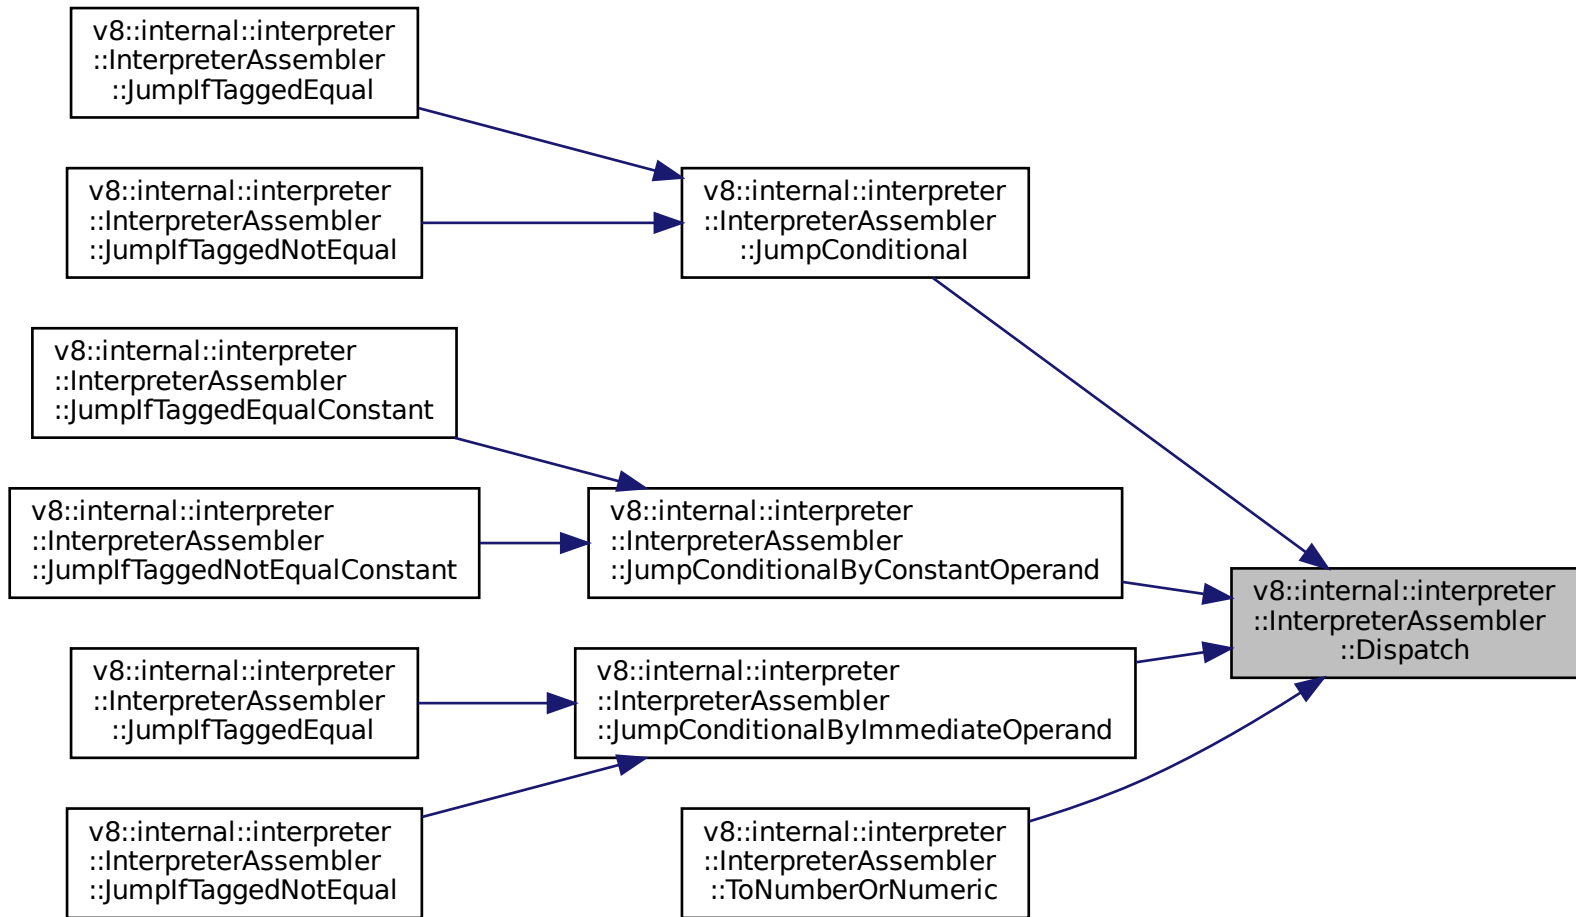 v8::internal::interpreter
::InterpreterAssembler
::JumpIfTaggedEqual
v8::internal::interpreter
::InterpreterAssembler
::JumpIfTaggedNotEqual
v8::internal::interpreter
::InterpreterAssembler
::JumpConditional
v8::internal::interpreter
::InterpreterAssembler
::JumpIfTaggedEqualConstant
v8::internal::interpreter
::InterpreterAssembler
::JumpIfTaggedNotEqualConstant
v8::internal::interpreter
::InterpreterAssembler
::JumpConditionalByConstantOperand
v8::internal::interpreter
::InterpreterAssembler
::Dispatch
v8::internal::interpreter
::InterpreterAssembler
::JumpIfTaggedEqual
v8::internal::interpreter
::InterpreterAssembler
::JumpConditionalByImmediateOperand
v8::internal::interpreter
::InterpreterAssembler
::JumpIfTaggedNotEqual
v8::internal::interpreter
::InterpreterAssembler
::ToNumberOrNumeric